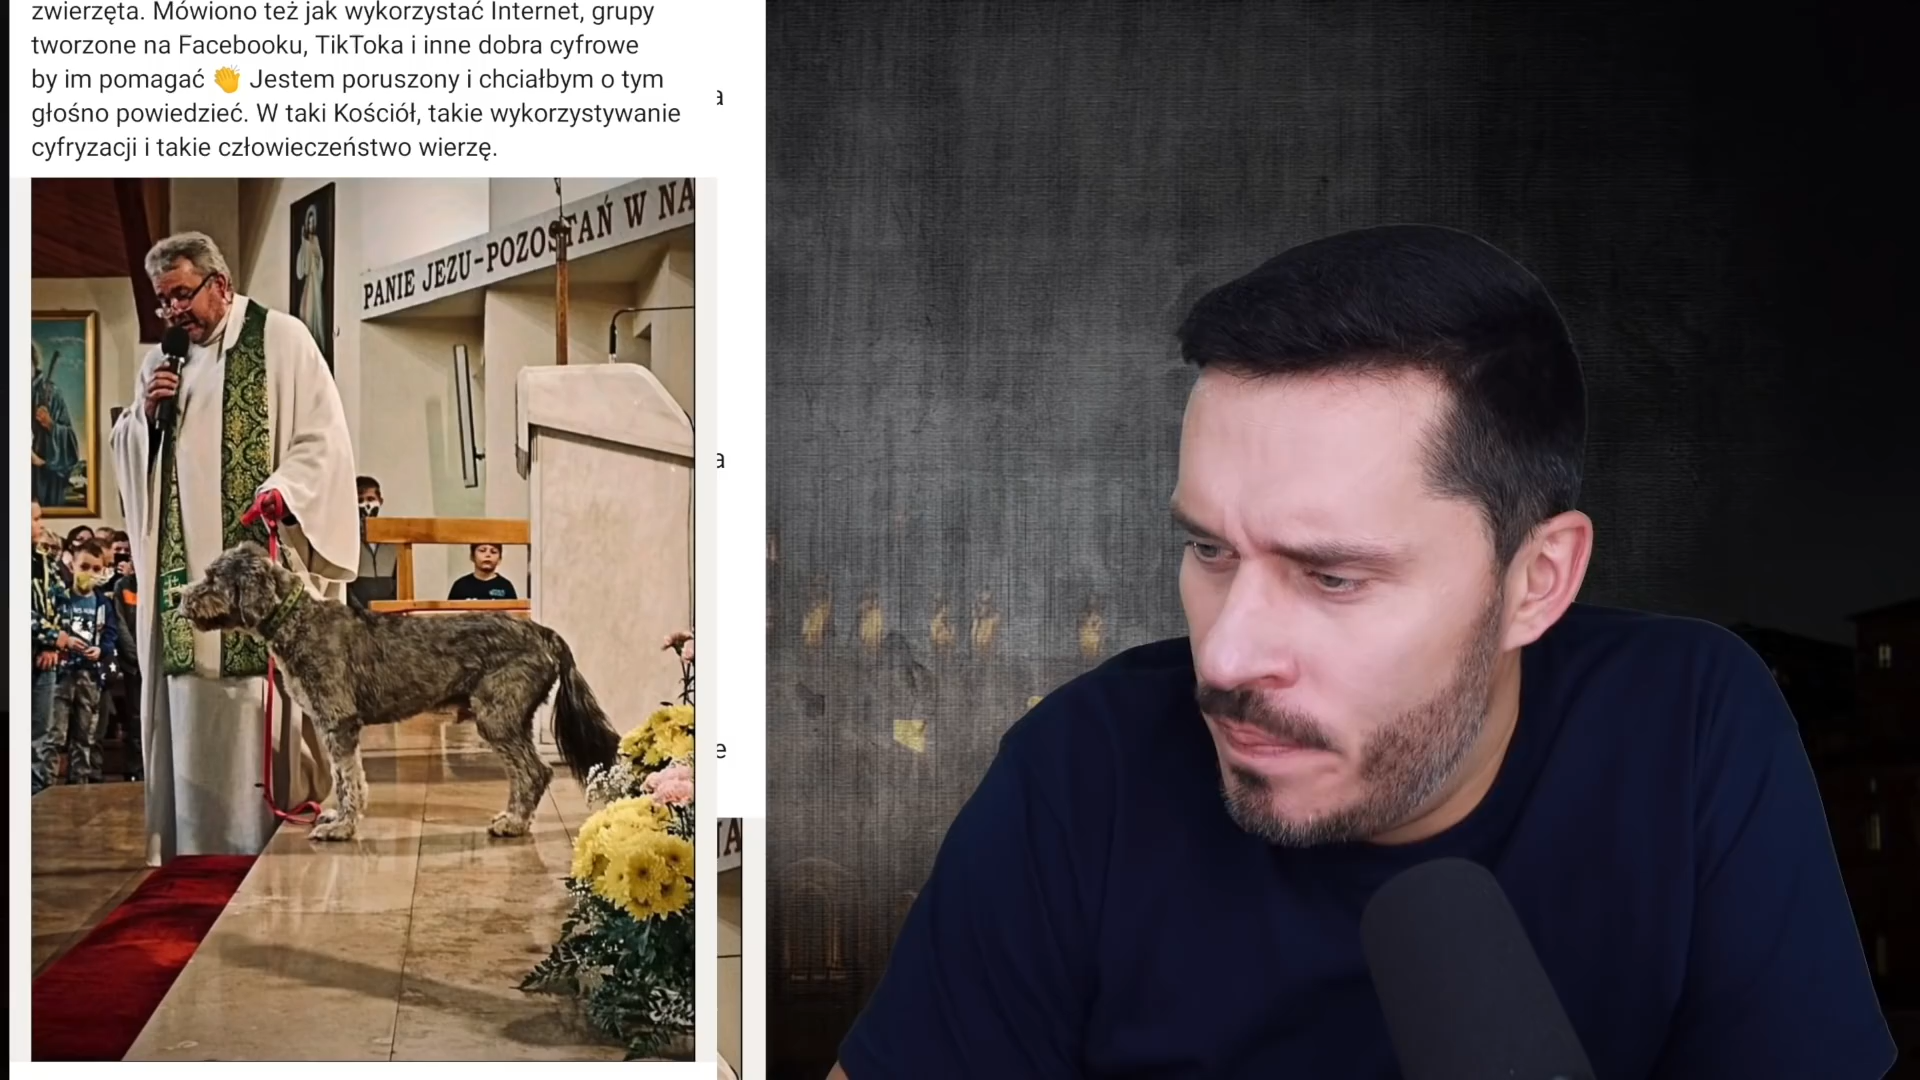 zwierzęta. Mówiono też jak wykorzystać Internet, grupy
tworzone na Facebooku, TikToka i inne dobra cyfrowe
by im pomagać 👏 Jestem poruszony i chciałbym o tym
głośno powiedzieć. W taki Kościół, takie wykorzystywanie
cyfryzacji i takie człowieczeństwo wierzę.
PANIE JEZU-POZOSTAŃ W NA
a
a
e
NA